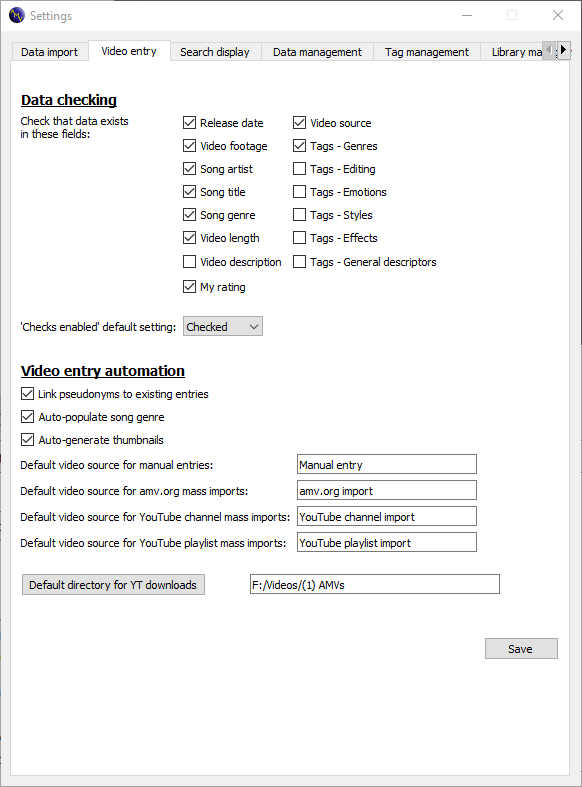 Settings
Data import Video entry Search display Data management Tag management Library ma
Data checking
Check that data exists
in these fields:
Release date Video source
Video footage Tags - Genres
Song artist Tags - Editing
Song title Tags - Emotions
Song genre Tags - Styles
Video length Tags - Effects
Video description Tags - General descriptors
My rating
'Checks enabled' default setting: Checked
Video entry automation
Link pseudonyms to existing entries
Auto-populate song genre
Auto-generate thumbnails
Default video source for manual entries: Manual entry
Default video source for amv.org mass imports: amv.org import
Default video source for YouTube channel mass imports: YouTube channel import
Default video source for YouTube playlist mass imports: YouTube playlist import
Default directory for YT downloads F:/Videos/(1) AMVs
Save